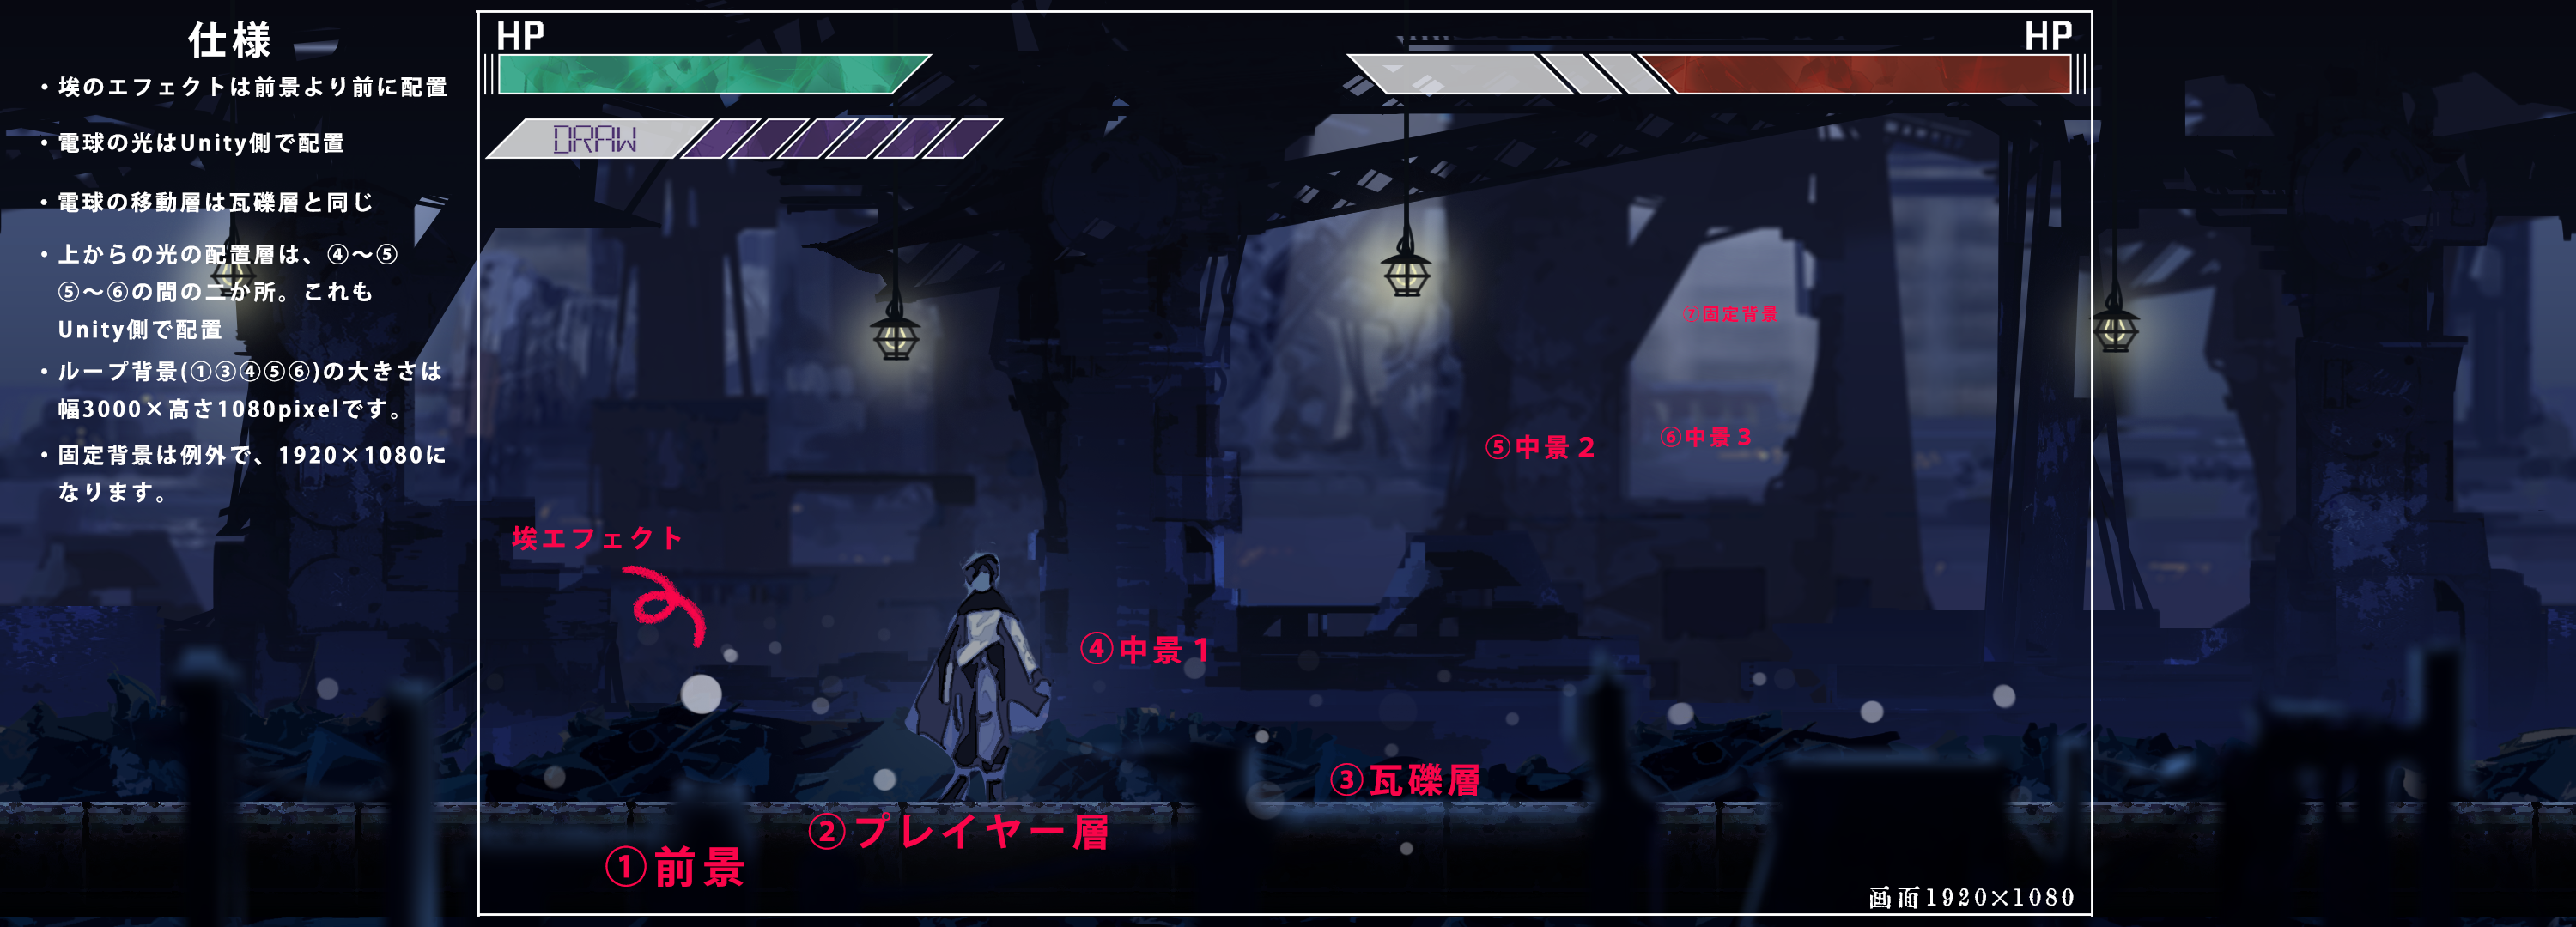 仕様
・埃のエフェクトは前景より前に配置
・電球の光はUnity側で配置
・電球の移動層は瓦礫層と同じ
・上からの光の配置層は、④～⑤
⑤～⑥の間の二か所。これも
Unity側で配置
・ループ背景(①③④⑤⑥)の大きさは
幅3000×高さ1080pixelです。
・固定背景は例外で、1920×1080に
なります。
HP
HP
DRAW
⑦固定背景
⑤中景２
⑥中景３
埃エフェクト
④中景１
③瓦礫層
②プレイヤー層
①前景
画面1920×1080